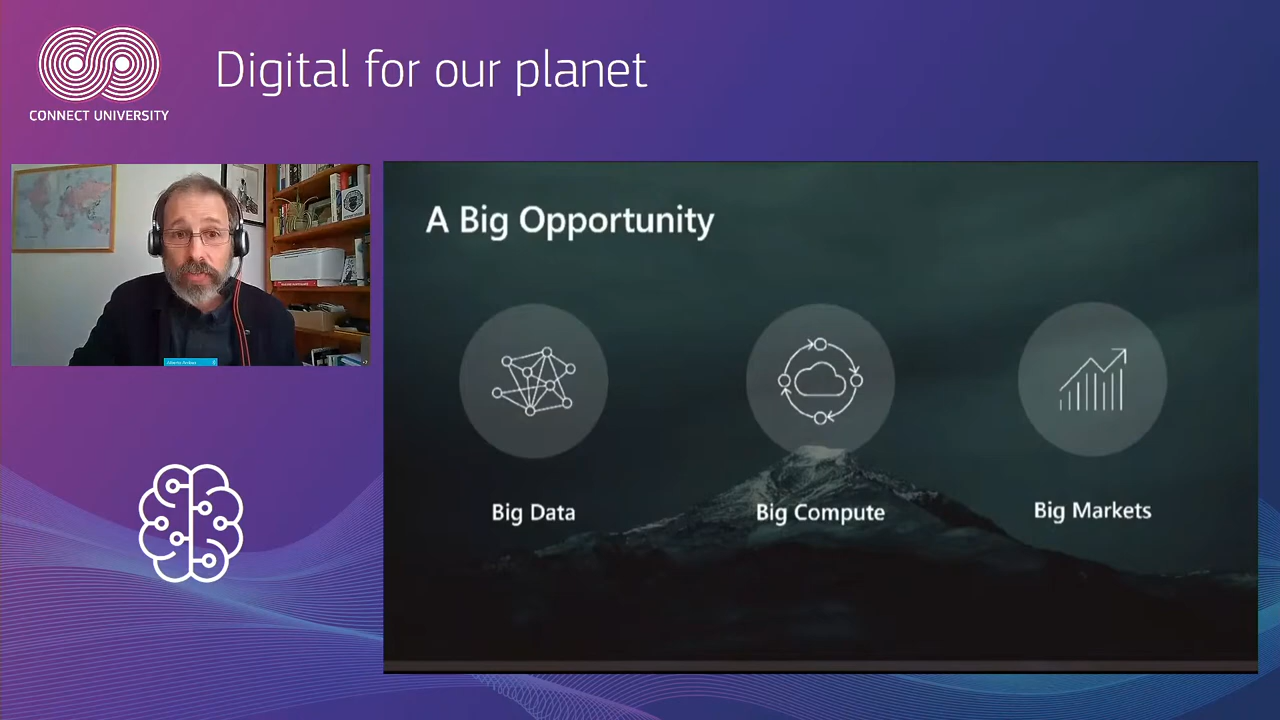 Digital for our planet
CONNECT UNIVERSITY
A Big Opportunity
Big Data
Big Compute
Big Markets